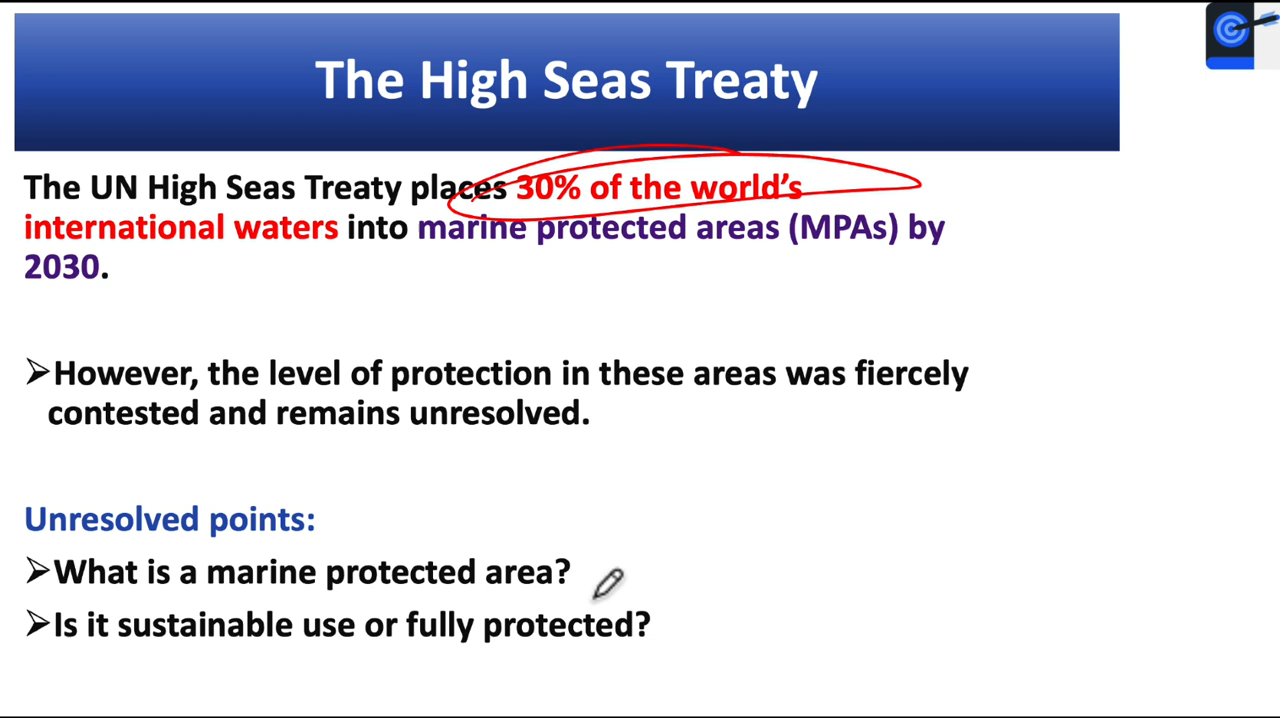 The High Seas Treaty
The UN High Seas Treaty places 30% of the world's
international waters into marine protected areas (MPAs) by
2030.
➢However, the level of protection in these areas was fiercely
contested and remains unresolved.
Unresolved points:
➢What is a marine protected area?
➢Is it sustainable use or fully protected?